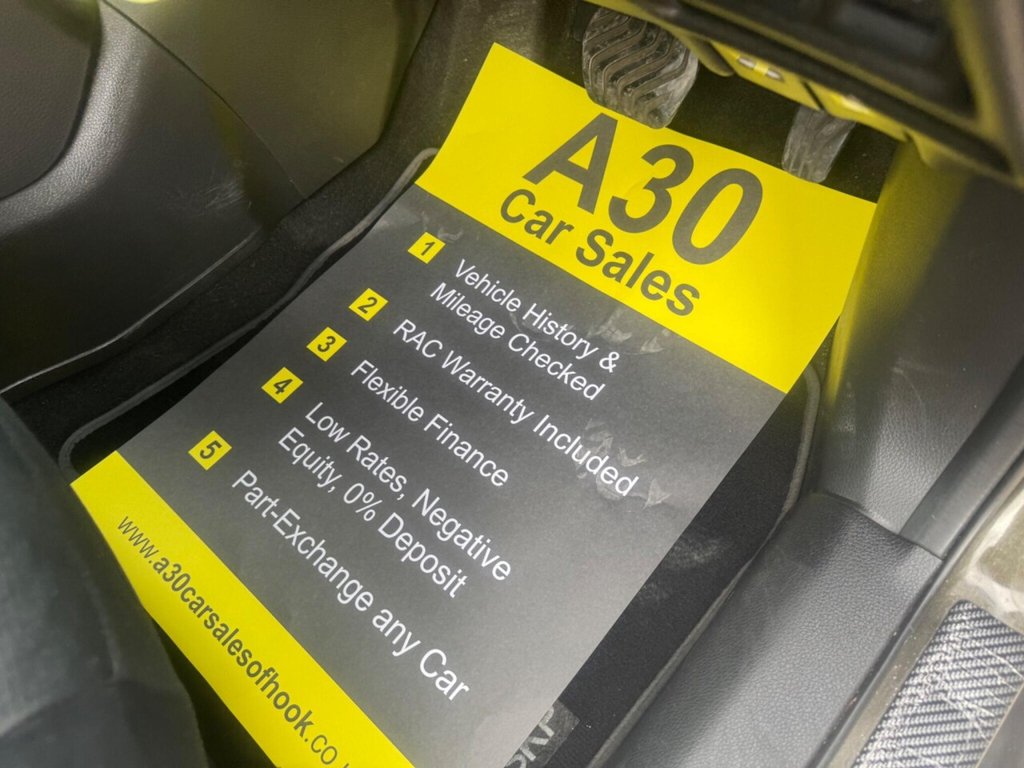 A30
Car Sales
1 Vehicle History &
Mileage Checked
2 RAC Warranty Included
3 Flexible Finance
4 Low Rates, Negative
Equity, 0% Deposit
5 Part-Exchange any Car
www.a30carsalesofhook.co.